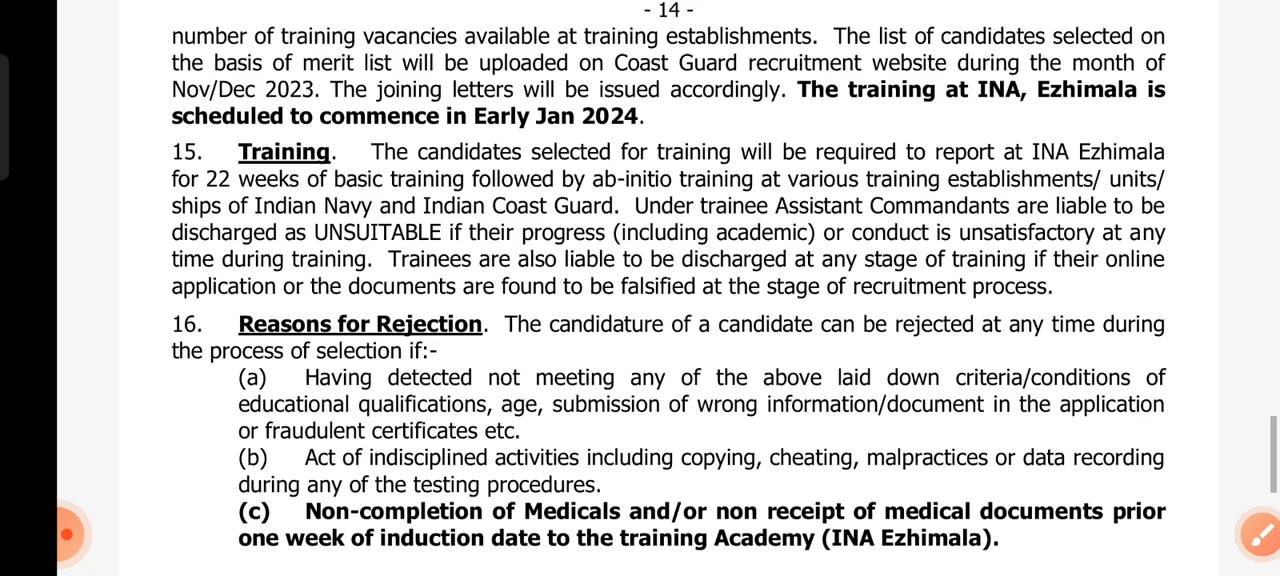 - 14 -
number of training vacancies available at training establishments. The list of candidates selected on
the basis of merit list will be uploaded on Coast Guard recruitment website during the month of
Nov/Dec 2023. The joining letters will be issued accordingly. The training at INA, Ezhimala is
scheduled to commence in Early Jan 2024.
15. Training. The candidates selected for training will be required to report at INA Ezhimala
for 22 weeks of basic training followed by ab-initio training at various training establishments/ units/
ships of Indian Navy and Indian Coast Guard. Under trainee Assistant Commandants are liable to be
discharged as UNSUITABLE if their progress (including academic) or conduct is unsatisfactory at any
time during training. Trainees are also liable to be discharged at any stage of training if their online
application or the documents are found to be falsified at the stage of recruitment process.
16. Reasons for Rejection. The candidature of a candidate can be rejected at any time during
the process of selection if:-
(a) Having detected not meeting any of the above laid down criteria/conditions of
educational qualifications, age, submission of wrong information/document in the application
or fraudulent certificates etc.
(b) Act of indisciplined activities including copying, cheating, malpractices or data recording
during any of the testing procedures.
(c) Non-completion of Medicals and/or non receipt of medical documents prior
one week of induction date to the training Academy (INA Ezhimala).